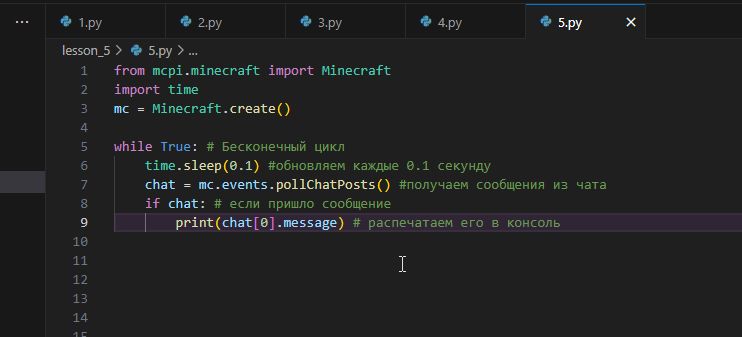 ... 1.py 2.py 3.py 4.py 5.py ×
lesson_5 > 5.py > ...
1 from mcpi.minecraft import Minecraft
2 import time
3 mc = Minecraft.create()
4
5 while True: # Бесконечный цикл
6 time.sleep(0.1) #обновляем каждые 0.1 секунду
7 chat = mc.events.pollChatPosts() #получаем сообщения из чата
8 if chat: # если пришло сообщение
9 print(chat[0].message) # распечатаем его в консоль
10
11
12
13
14
15